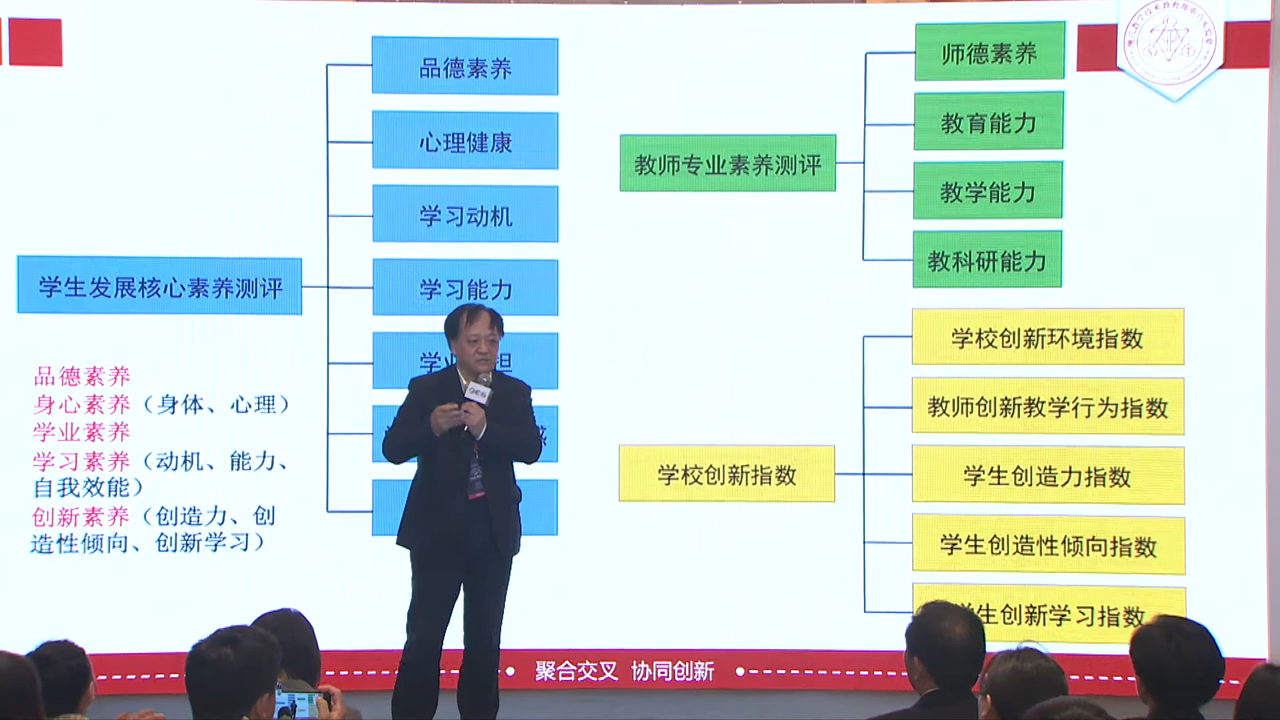 学生发展核心素养测评
品德素养
心理健康
学习动机
学习能力
品德素养
身心素养（身体、心理）
学业素养
学习素养（动机、能力、
自我效能）
创新素养（创造力、创
造性倾向、创新学习）
教师专业素养测评
师德素养
教育能力
教学能力
教科研能力
学校创新指数
学校创新环境指数
教师创新教学行为指数
学生创造力指数
学生创造性倾向指数
学生创新学习指数
聚合交叉 协同创新